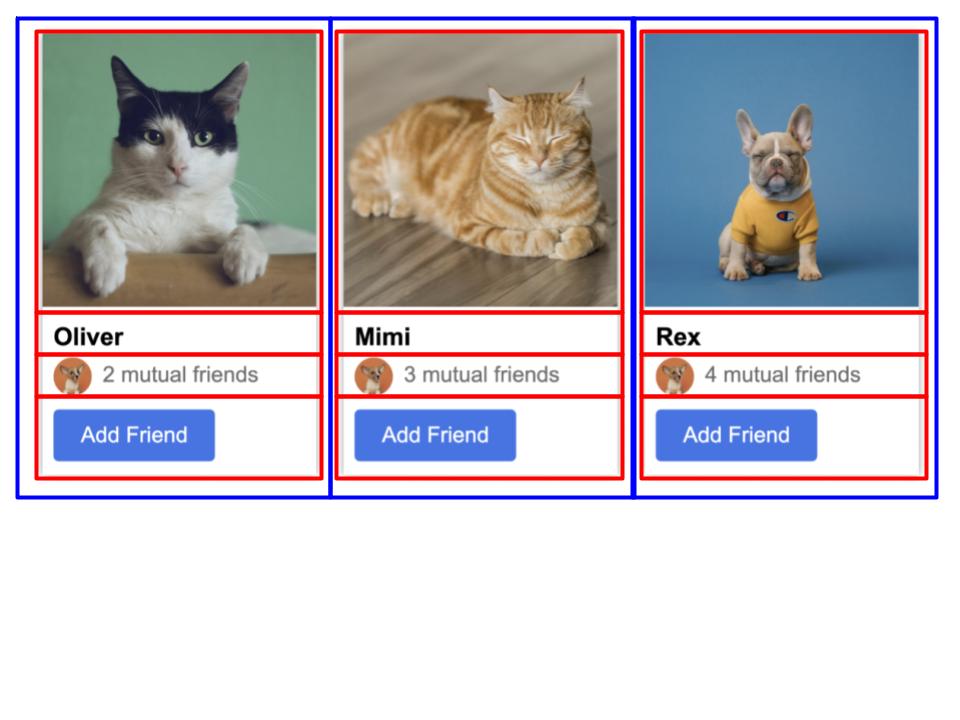 Oliver
2 mutual friends
Add Friend
Mimi
3 mutual friends
Add Friend
Rex
4 mutual friends
Add Friend